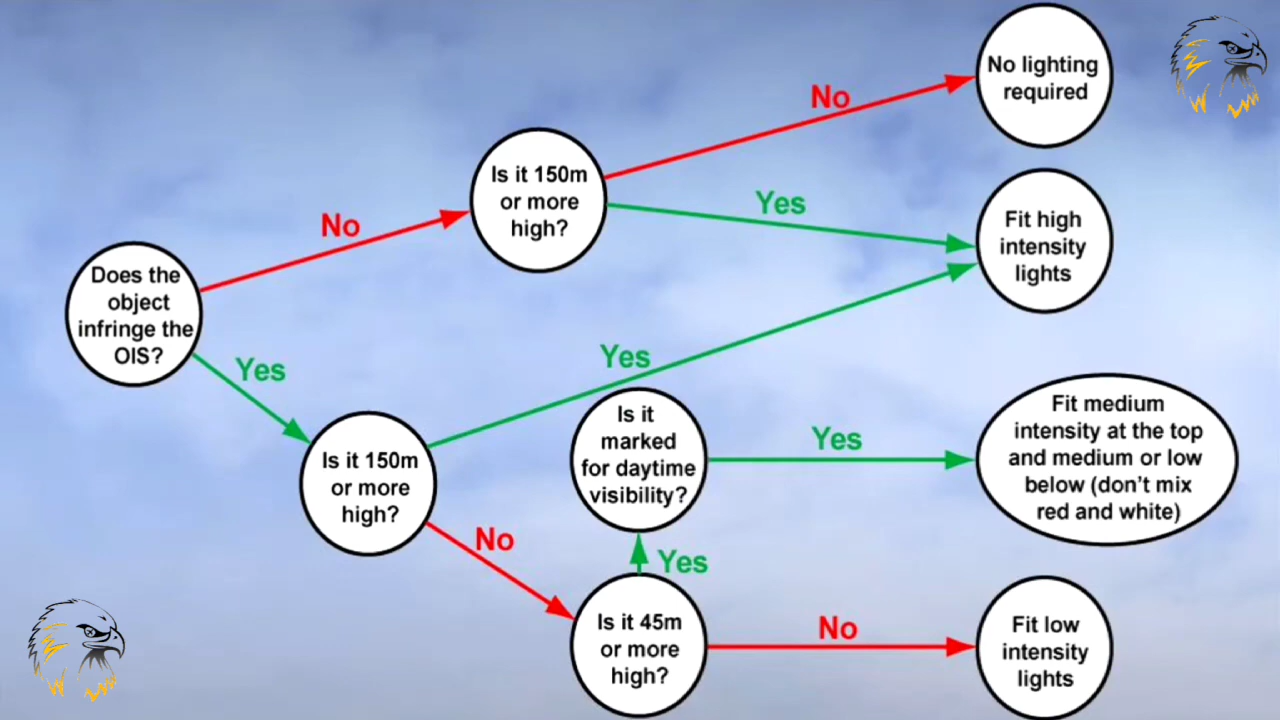 Does the
object
infringe the
OIS?
No
Yes
Is it 150m
or more
high?
No
Yes
No lighting
required
Fit high
intensity
lights
Is it 150m
or more
high?
Yes
No
Is it
marked
for daytime
visibility?
Yes
Fit medium
intensity at the top
and medium or low
below (don't mix
red and white)
Yes
Is it 45m
or more
high?
No
Fit low
intensity
lights